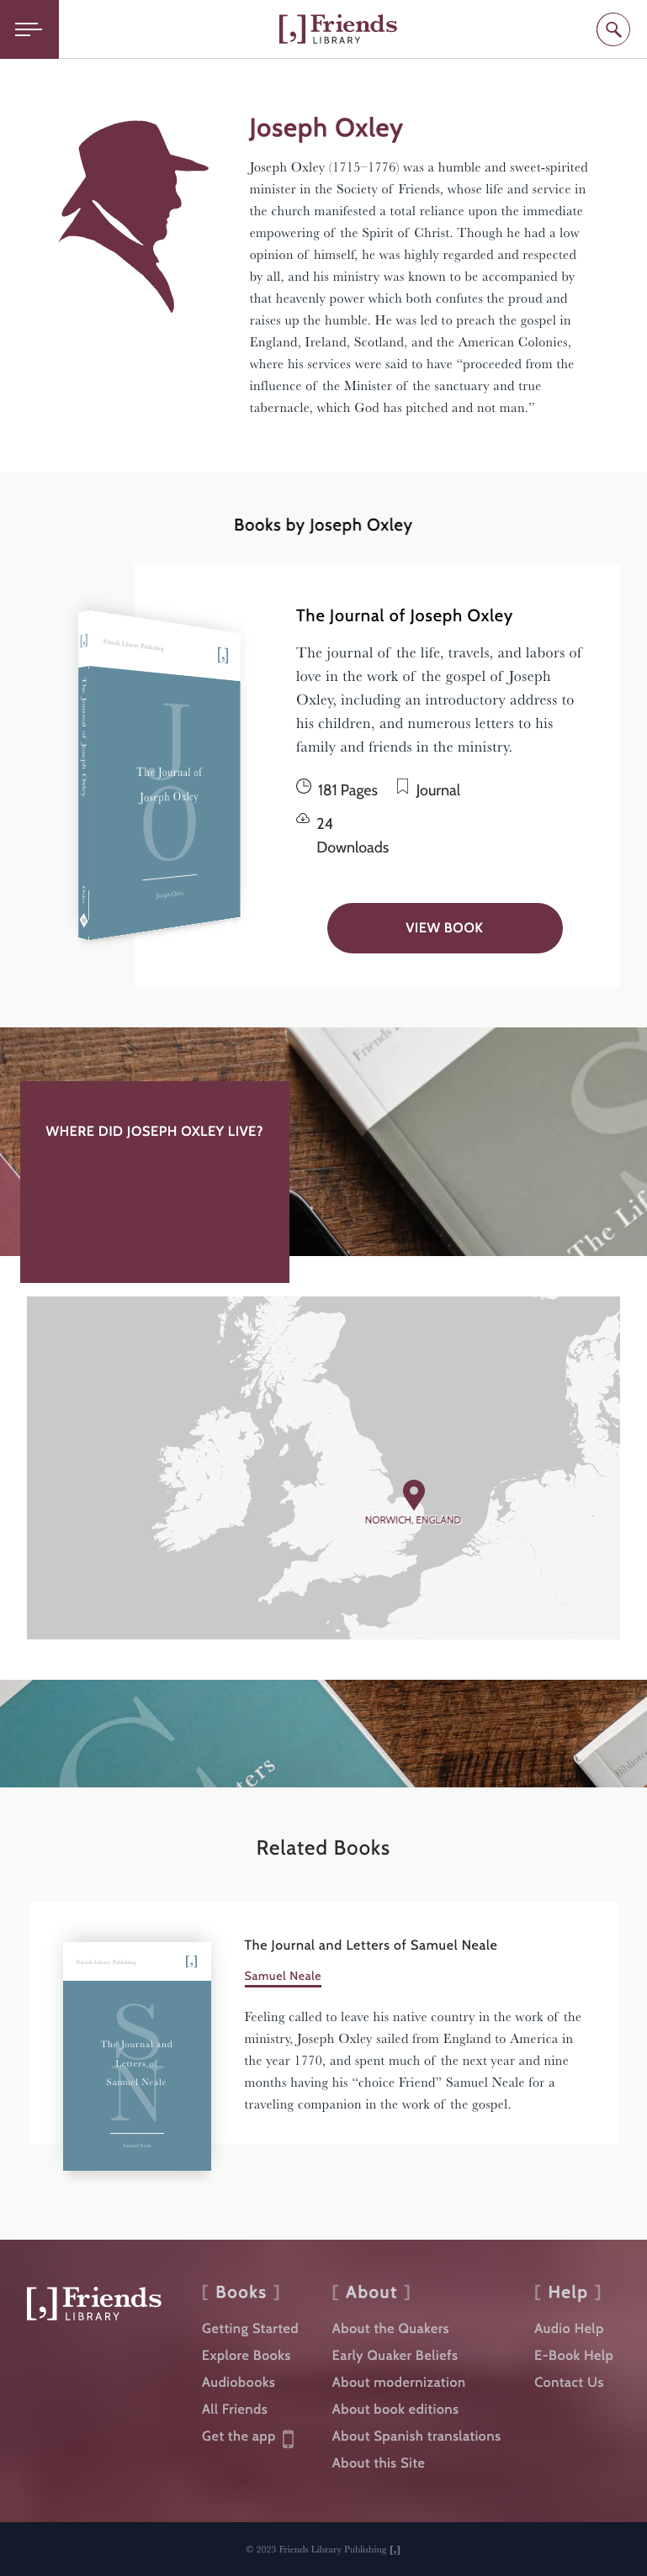 [,] Friends
LIBRARY
Joseph Oxley
Joseph Oxley (1715–1776) was a humble and sweet-spirited
minister in the Society of Friends, whose life and service in
the church manifested a total reliance upon the immediate
empowering of the Spirit of Christ. Though he had a low
opinion of himself, he was highly regarded and respected
by all, and his ministry was known to be accompanied by
that heavenly power which both confutes the proud and
raises up the humble. He was led to preach the gospel in
England, Ireland, Scotland, and the American Colonies,
where his services were said to have “proceeded from the
influence of the Minister of the sanctuary and true
tabernacle, which God has pitched and not man.”
Books by Joseph Oxley
[,]
Friends Library Publishing
[,]
The Journal of Joseph Oxley
J
O
The Journal of
Joseph Oxley
Joseph Oxley
Oxley
The Journal of Joseph Oxley
The journal of the life, travels, and labors of
love in the work of the gospel of Joseph
Oxley, including an introductory address to
his children, and numerous letters to his
family and friends in the ministry.
181 Pages
Journal
24
Downloads
VIEW BOOK
Friends
S
The Lif
WHERE DID JOSEPH OXLEY LIVE?
NORWICH, ENGLAND
C
ters
Bibliote
Related Books
Friends Library Publishing
[,]
S
N
The Journal and
Letters of
Samuel Neale
Samuel Neale
The Journal and Letters of Samuel Neale
Samuel Neale
Feeling called to leave his native country in the work of the
ministry, Joseph Oxley sailed from England to America in
the year 1770, and spent much of the next year and nine
months having his “choice Friend” Samuel Neale for a
traveling companion in the work of the gospel.
[,] Friends
LIBRARY
[ Books ]
Getting Started
Explore Books
Audiobooks
All Friends
Get the app
[ About ]
About the Quakers
Early Quaker Beliefs
About modernization
About book editions
About Spanish translations
About this Site
[ Help ]
Audio Help
E-Book Help
Contact Us
© 2023 Friends Library Publishing [,]